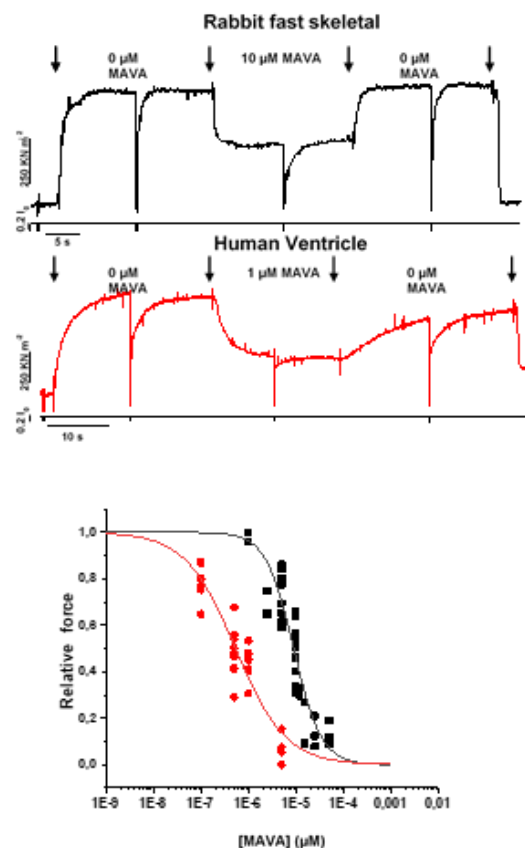 Rabbit fast skeletal
0 µM
MAVA
10 µM MAVA
0 µM
MAVA
250 KN m²
0.2 l₀
5 s
Human Ventricle
0 µM
MAVA
1 µM MAVA
0 µM
MAVA
250 KN m²
0.2 l₀
10 s
Relative force
1,0
0,8
0,6
0,4
0,2
0,0
1E-9 1E-8 1E-7 1E-6 1E-5 1E-4 0,001 0,01
[MAVA] (µM)